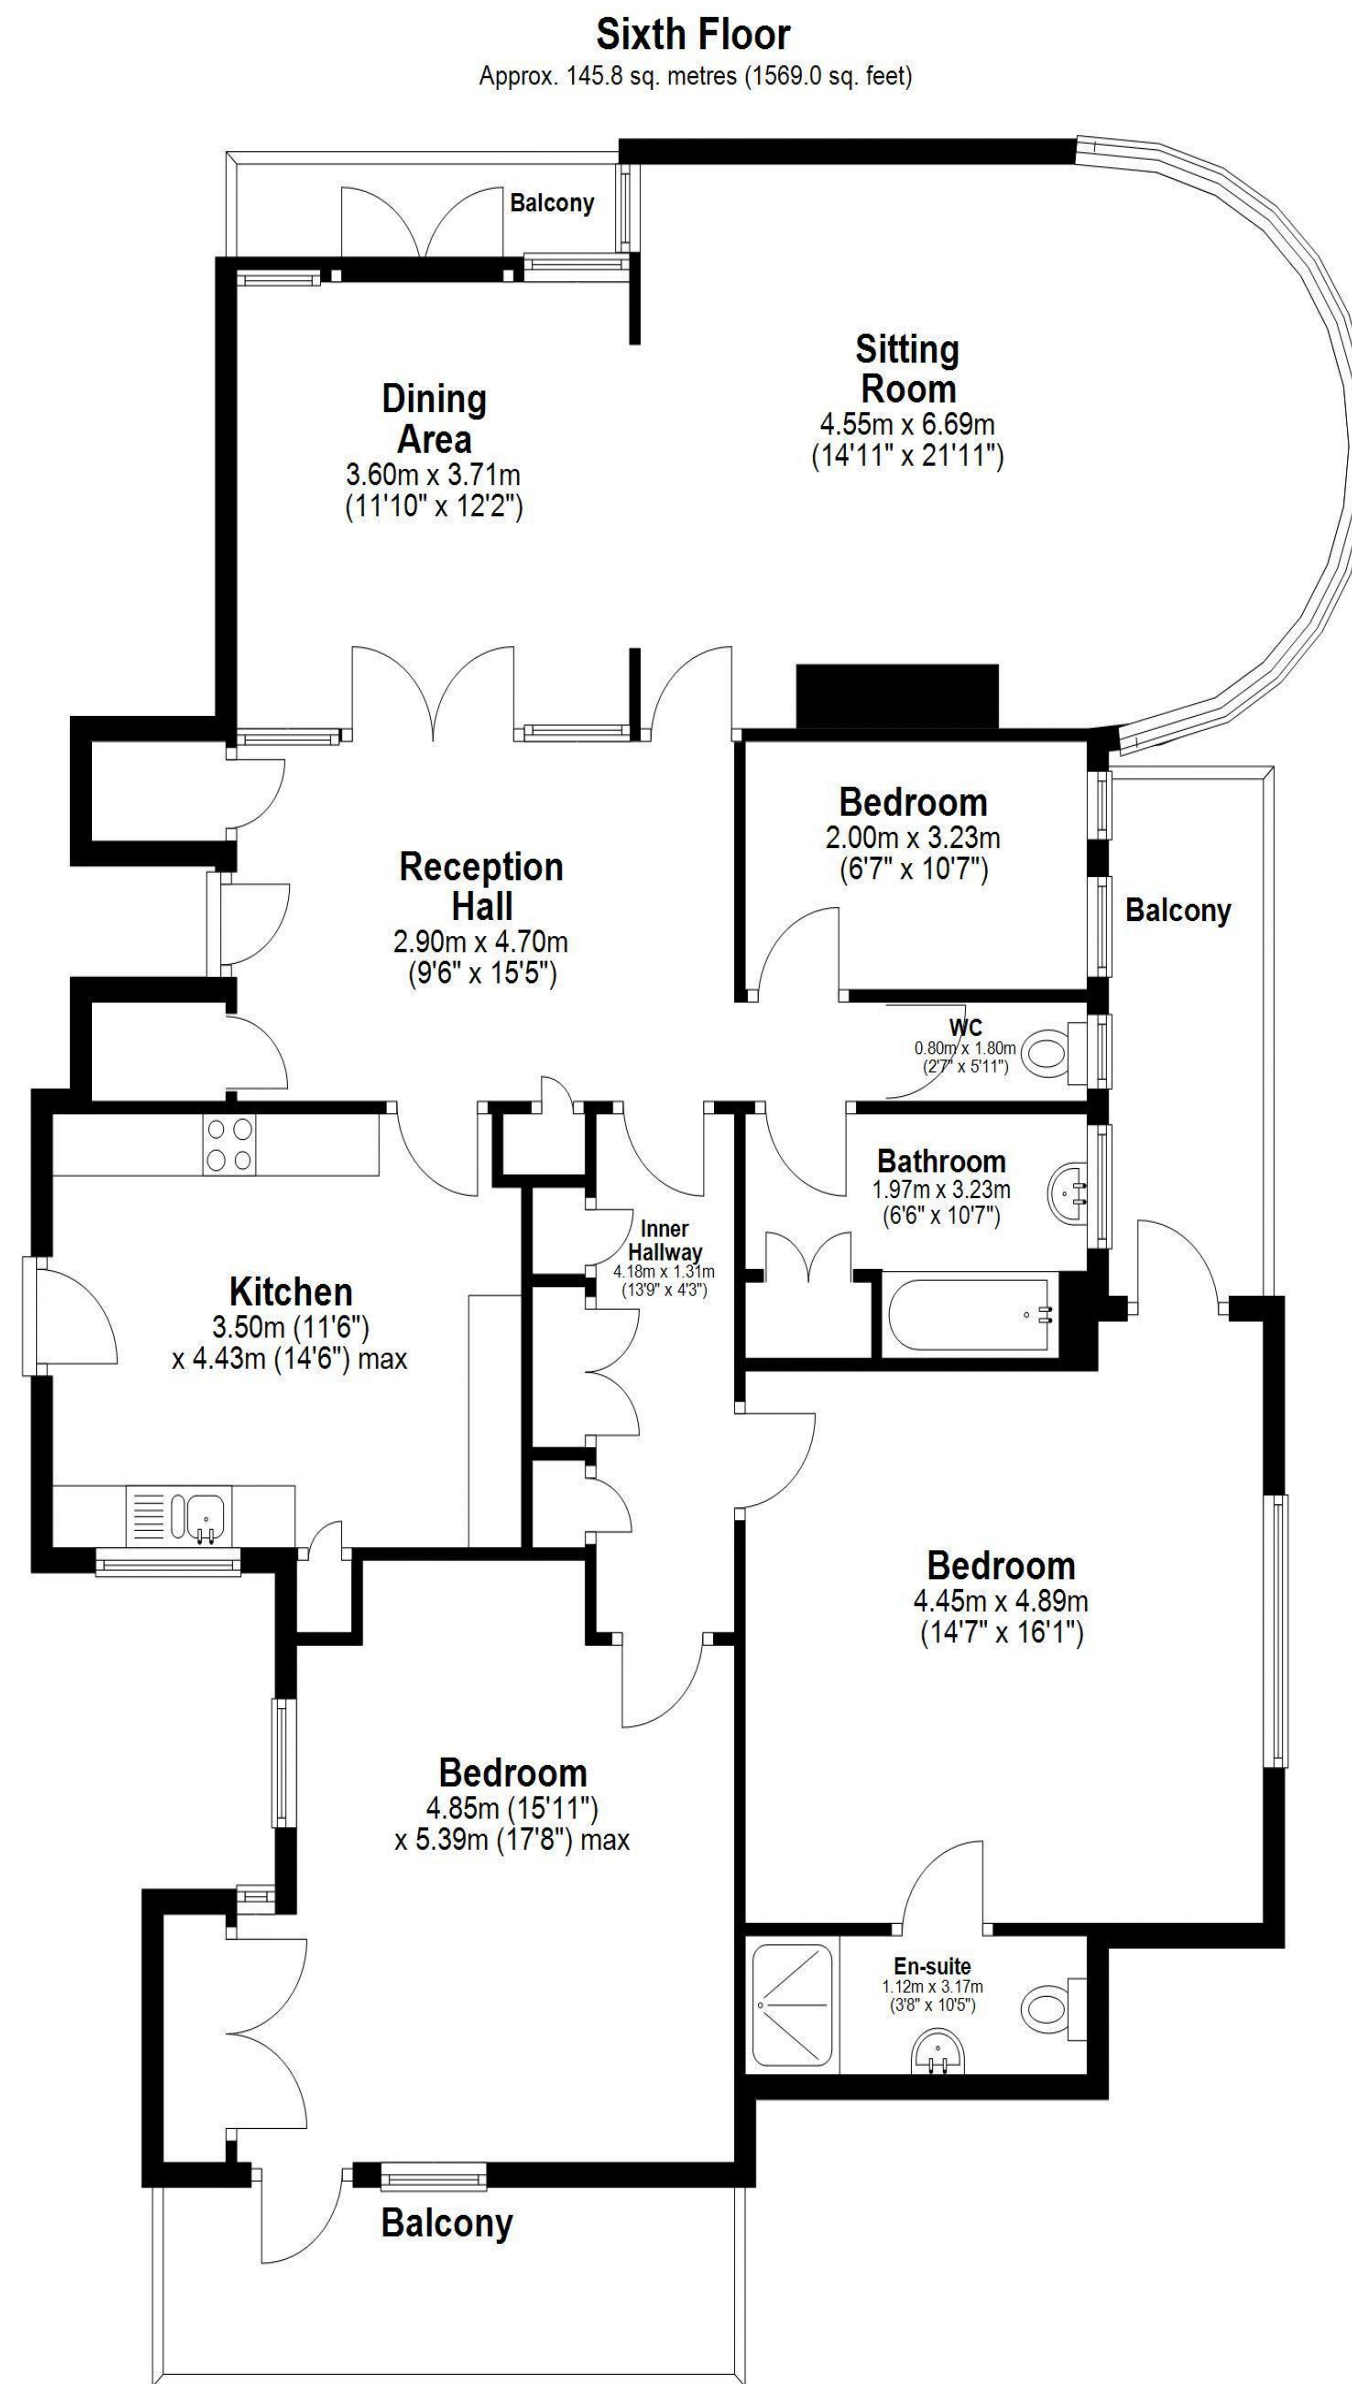 Sixth Floor
Approx. 145.8 sq. metres (1569.0 sq. feet)
Balcony
Sitting
Room
4.55m x 6.69m
(14'11" x 21'11")
Dining
Area
3.60m x 3.71m
(11'10" x 12'2")
Bedroom
2.00m x 3.23m
(6'7" x 10'7")
Reception
Hall
2.90m x 4.70m
(9'6" x 15'5")
Balcony
WC
0.80m x 1.80m
(2'7" x 5'11")
Bathroom
1.97m x 3.23m
(6'6" x 10'7")
Inner
Hallway
4.18m x 1.31m
(13'9" x 4'3")
Kitchen
3.50m (11'6")
x 4.43m (14'6") max
Bedroom
4.45m x 4.89m
(14'7" x 16'1")
Bedroom
4.85m (15'11")
x 5.39m (17'8") max
En-suite
1.12m x 3.17m
(3'8" x 10'5")
Balcony